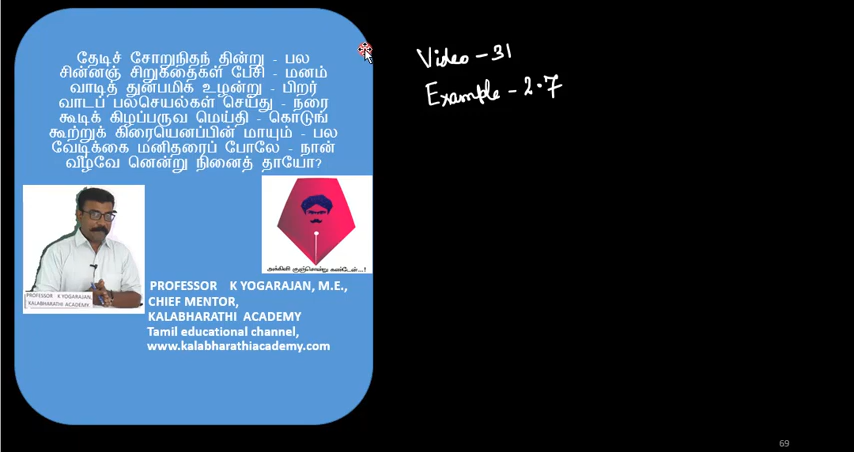 தேடிச் சோறுநிதந் தின்று - பல
சின்னஞ் சிறுகதைகள் பேசி - மனம்
வாடித் துன்பமிக உழன்று - பிறர்
வாடப் பலசெயல்கள் செய்து - நரை
கூடிக் கிழப்பருவ மெய்தி - கொடுங்
கூற்றுக் கிரையெனப்பின் மாயும் - பல
வேடிக்கை மனிதரைப் போலே - நான்
வீழ்வே னென்று நினைத் தாயோ?
PROFESSOR K YOGARAJAN,
KALABHARATHI ACADEMY
அக்கினி குஞ்சொன்று கண்டேன்...!
PROFESSOR K YOGARAJAN, M.E.,
CHIEF MENTOR,
KALABHARATHI ACADEMY
Tamil educational channel,
www.kalabharathiacademy.com
Video - 31
Example - 2.7
69